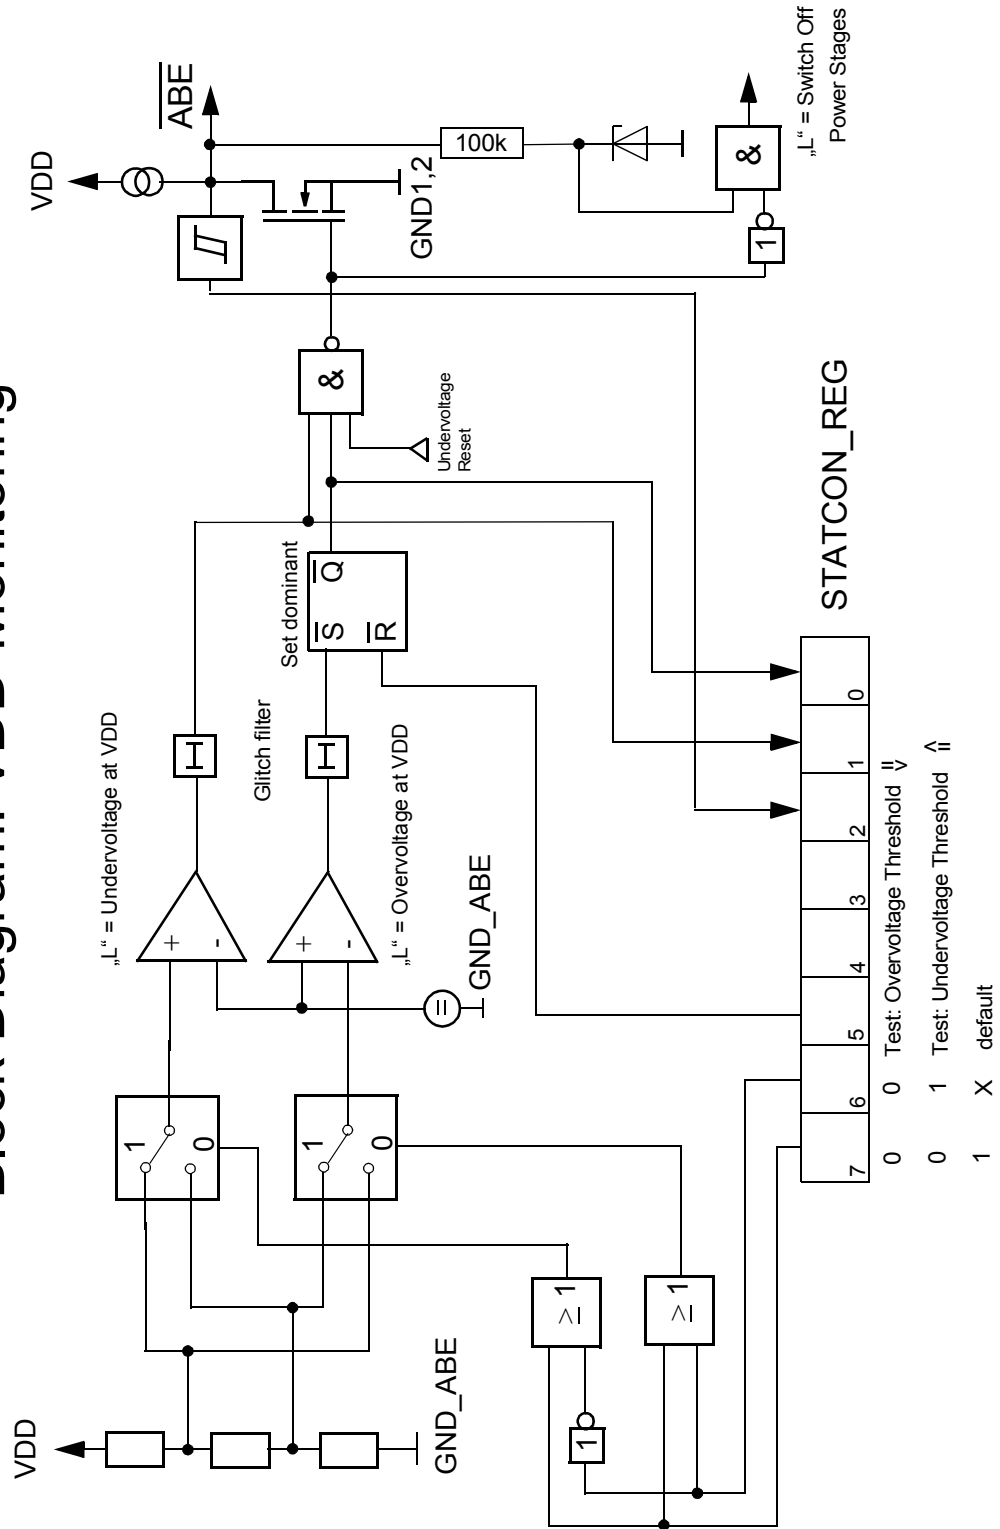 Block Diagram VDD-Monitoring
VDD
GND_ABE
1
0
1
0
„L“ = Undervoltage at VDD
+
-
+
-
„L“ = Overvoltage at VDD
GND_ABE
=
Glitch filter
Set dominant
S
R
Q
&
Undervoltage
Reset
VDD
ABE
GND1,2
100k
1
&
„L“ = Switch Off
Power Stages
≥ 1
≥ 1
1
STATCON_REG
7 6 5 4 3 2 1 0
0 0 Test: Overvoltage Threshold
0 1 Test: Undervoltage Threshold
1 X default